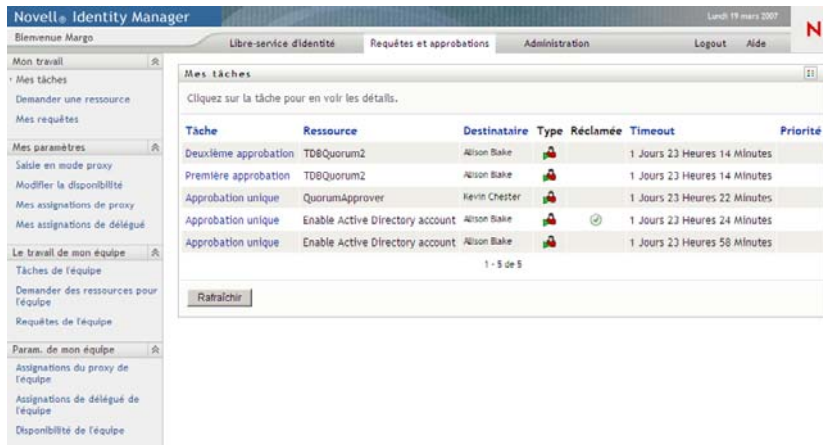 Novell® Identity Manager
Lundi 19 mars 2007
N
Bienvenue Margo
Libre-service d'identité
Requêtes et approbations
Administration
Logout
Aide
Mon travail
Mes tâches
Demander une ressource
Mes requêtes
Mes paramètres
Saisie en mode proxy
Modifier la disponibilité
Mes assignations de proxy
Mes assignations de délégué
Le travail de mon équipe
Tâches de l'équipe
Demander des ressources pour
l'équipe
Requêtes de l'équipe
Param. de mon équipe
Assignations du proxy de
l'équipe
Assignations de délégué de
l'équipe
Disponibilité de l'équipe
Mes tâches
Cliquez sur la tâche pour en voir les détails.
Tâche Ressource Destinataire Type Réclamée Timeout Priorité
Deuxième approbation TDBQuorum2 Allison Blake 1 Jours 23 Heures 14 Minutes
Première approbation TDBQuorum2 Allison Blake 1 Jours 23 Heures 14 Minutes
Approbation unique QuorumApprover Kevin Chester 1 Jours 23 Heures 22 Minutes
Approbation unique Enable Active Directory account Allison Blake 1 Jours 23 Heures 24 Minutes
Approbation unique Enable Active Directory account Allison Blake 1 Jours 23 Heures 58 Minutes
1 - 5 de 5
Rafraîchir